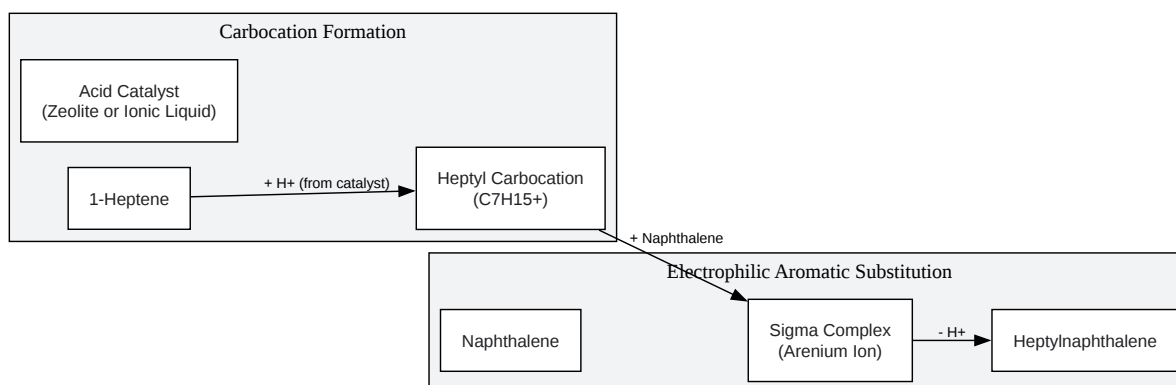 Carbocation Formation
Acid Catalyst
(Zeolite or Ionic Liquid)
1-Heptene
+ H+ (from catalyst)
Heptyl Carbocation
(C7H15+)
+ Naphthalene
Electrophilic Aromatic Substitution
Naphthalene
Sigma Complex
(Arenium Ion)
- H+
Heptylnaphthalene